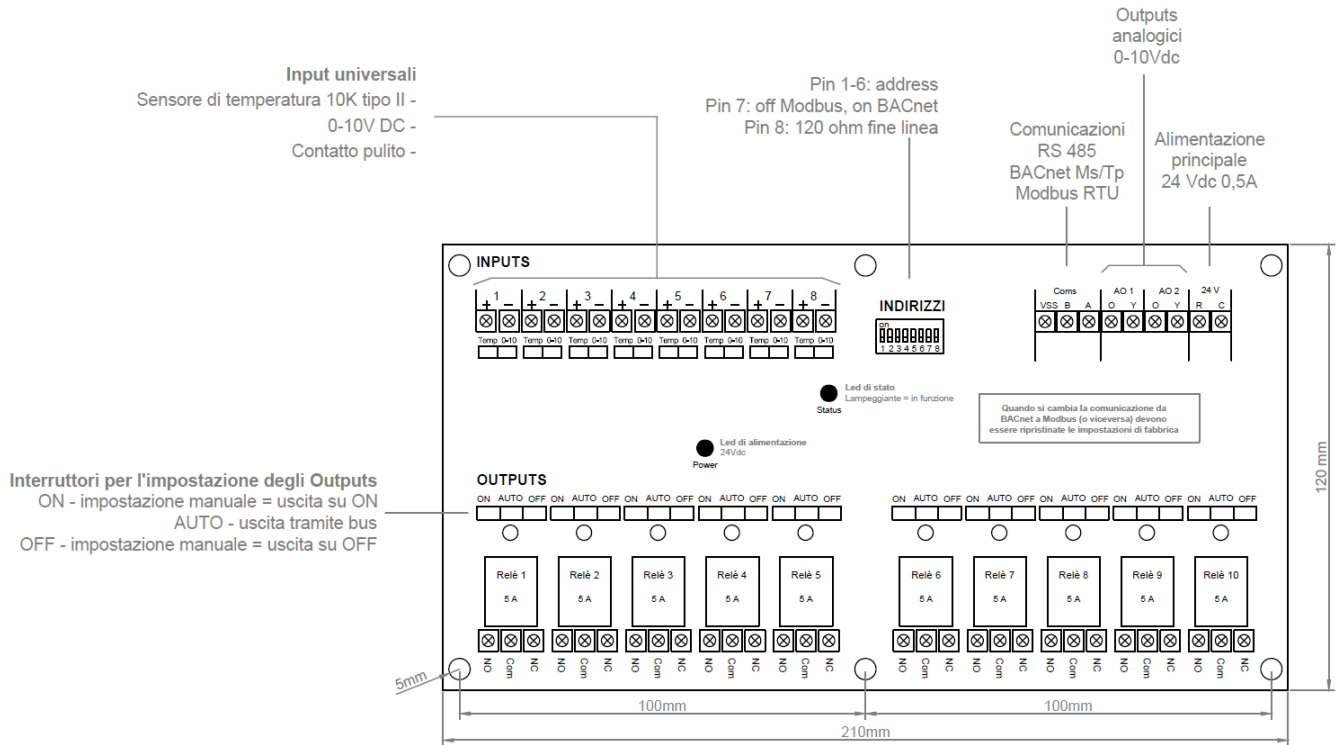 Outputs
analogici
0-10Vdc
Input universali
Sensore di temperatura 10K tipo II -
0-10V DC -
Contatto pulito -
Pin 1-6: address
Pin 7: off Modbus, on BACnet
Pin 8: 120 ohm fine linea
Comunicazioni
RS 485
BACnet Ms/Tp
Modbus RTU
Alimentazione
principale
24 Vdc 0,5A
INPUTS
1 2 3 4 5 6 7 8
+ - + - + - + - + - + - + - + -
Temp 0-10 Temp 0-10 Temp 0-10 Temp 0-10 Temp 0-10 Temp 0-10 Temp 0-10 Temp 0-10
INDIRIZZI
on
1 2 3 4 5 6 7 8
Coms AO 1 AO 2 24 V
VSS B A O Y O Y R C
Led di stato
Lampeggiante = in funzione
Status
Quando si cambia la comunicazione da
BACnet a Modbus (o viceversa) devono
essere ripristinate le impostazioni di fabbrica
Led di alimentazione
24Vdc
Power
120 mm
Interruttori per l'impostazione degli Outputs
ON - impostazione manuale = uscita su ON
AUTO - uscita tramite bus
OFF - impostazione manuale = uscita su OFF
OUTPUTS
ON AUTO OFF ON AUTO OFF ON AUTO OFF ON AUTO OFF ON AUTO OFF ON AUTO OFF ON AUTO OFF ON AUTO OFF ON AUTO OFF ON AUTO OFF
Relè 1 Relè 2 Relè 3 Relè 4 Relè 5 Relè 6 Relè 7 Relè 8 Relè 9 Relè 10
5 A 5 A 5 A 5 A 5 A 5 A 5 A 5 A 5 A 5 A
NO Com NC NO Com NC NO Com NC NO Com NC NO Com NC NO Com NC NO Com NC NO Com NC NO Com NC NO Com NC
5mm
100mm 100mm
210mm